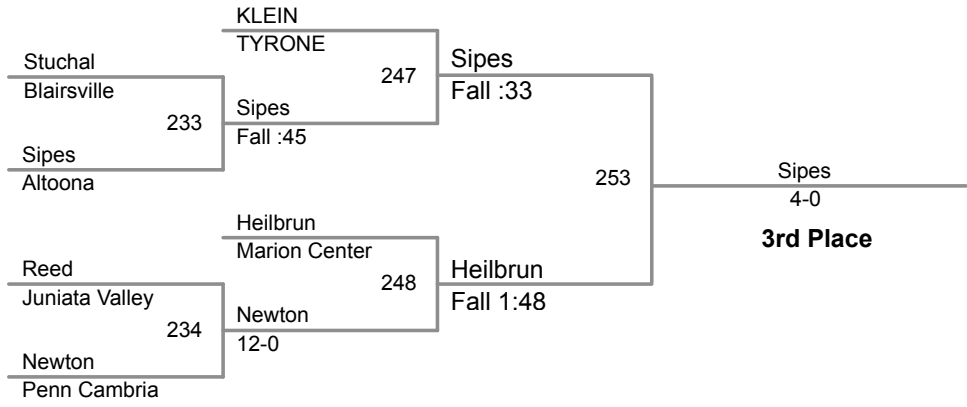 KLEIN
TYRONE
Stuchal
Blairsville
247
Sipes
Fall :33
233
Sipes
Fall :45
Sipes
Altoona
253
Sipes
4-0
3rd Place
Heilbrun
Marion Center
Reed
Juniata Valley
248
Heilbrun
Fall 1:48
234
Newton
12-0
Newton
Penn Cambria